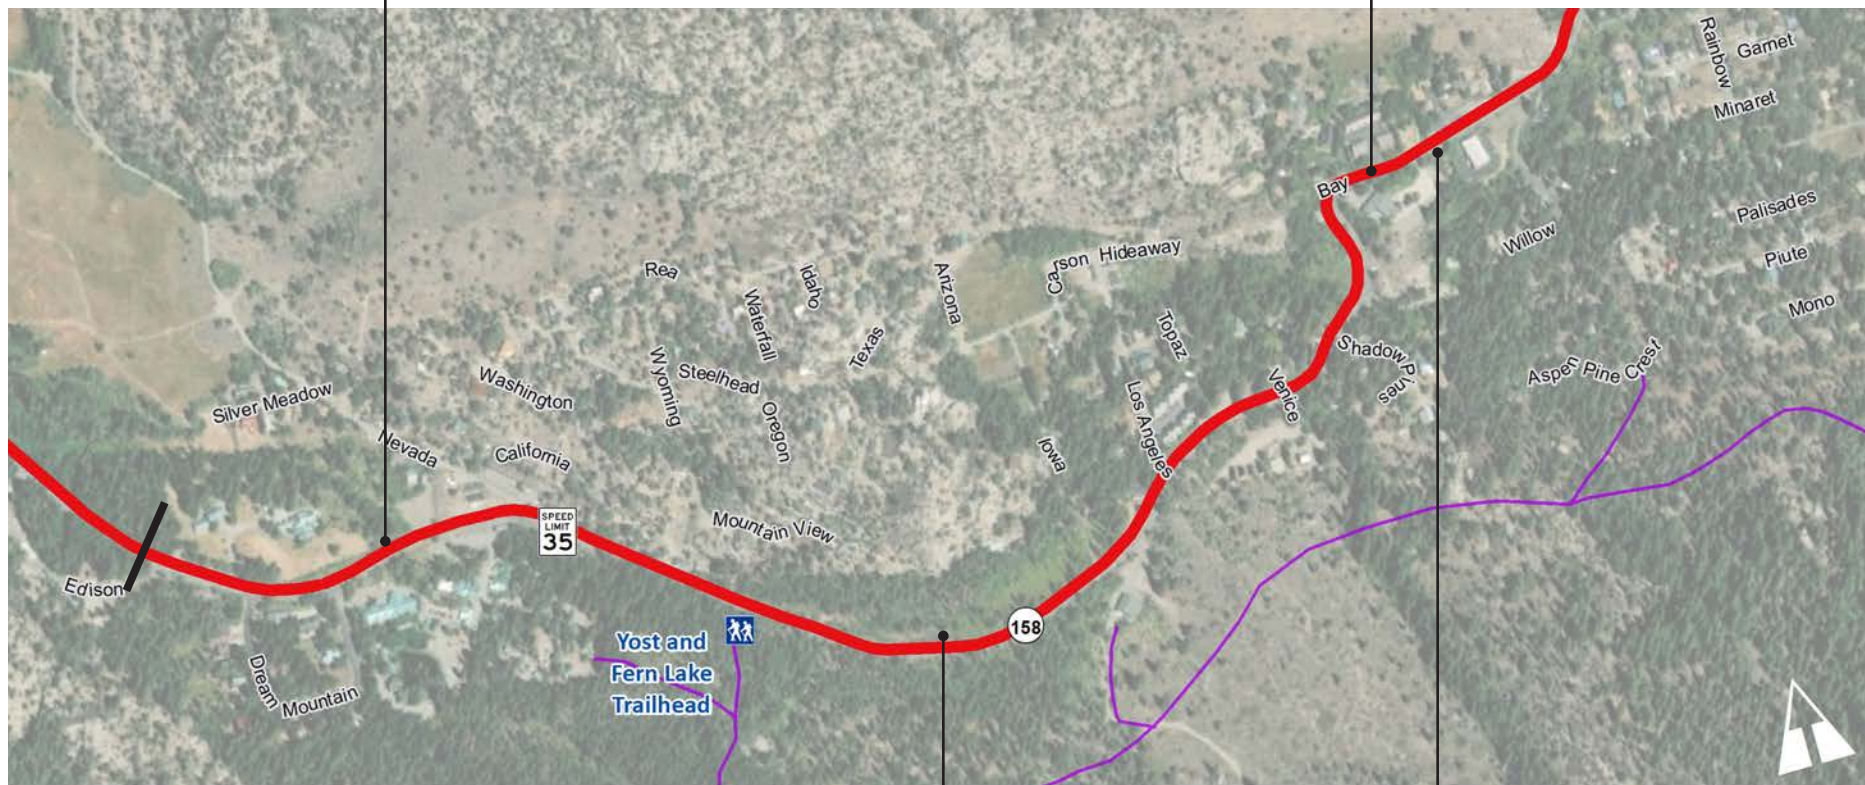 Rainbow
Garnet
Minaret
Bay
Palisades
Willow
Piute
Mono
Rea
Idaho
Arizona
Carson Hideaway
Waterfall
Texas
Topaz
Shadow Pines
Aspen
Pine Crest
Wyoming
Steelhead
Washington
Silver Meadow
Los Angeles
Venice
Oregon
Nevada
California
Iowa
SPEED
LIMIT
35
Mountain View
Edison
158
Yost and
Fern Lake
Trailhead
Dream
Mountain